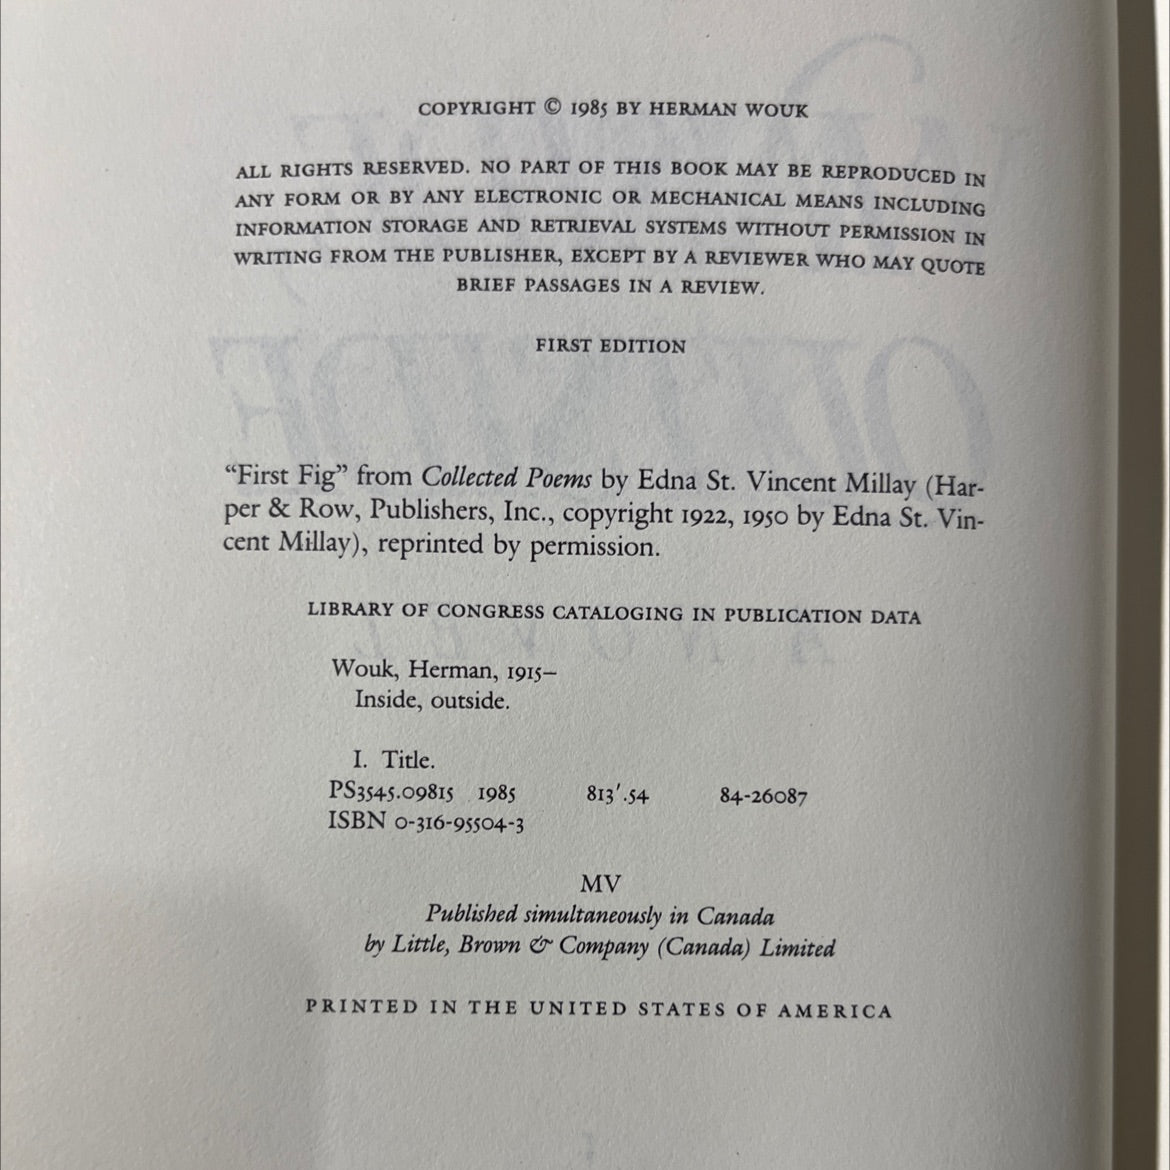 COPYRIGHT © 1985 BY HERMAN WOUK
ALL RIGHTS RESERVED. NO PART OF THIS BOOK MAY BE REPRODUCED IN
ANY FORM OR BY ANY ELECTRONIC OR MECHANICAL MEANS INCLUDING
INFORMATION STORAGE AND RETRIEVAL SYSTEMS WITHOUT PERMISSION IN
WRITING FROM THE PUBLISHER, EXCEPT BY A REVIEWER WHO MAY QUOTE
BRIEF PASSAGES IN A REVIEW.
FIRST EDITION
“First Fig” from Collected Poems by Edna St. Vincent Millay (Har-
per & Row, Publishers, Inc., copyright 1922, 1950 by Edna St. Vin-
cent Millay), reprinted by permission.
LIBRARY OF CONGRESS CATALOGING IN PUBLICATION DATA
Wouk, Herman, 1915–
Inside, outside.
I. Title.
PS3545.09815 1985 813′.54 84-26087
ISBN 0-316-95504-3
MV
Published simultaneously in Canada
by Little, Brown & Company (Canada) Limited
PRINTED IN THE UNITED STATES OF AMERICA